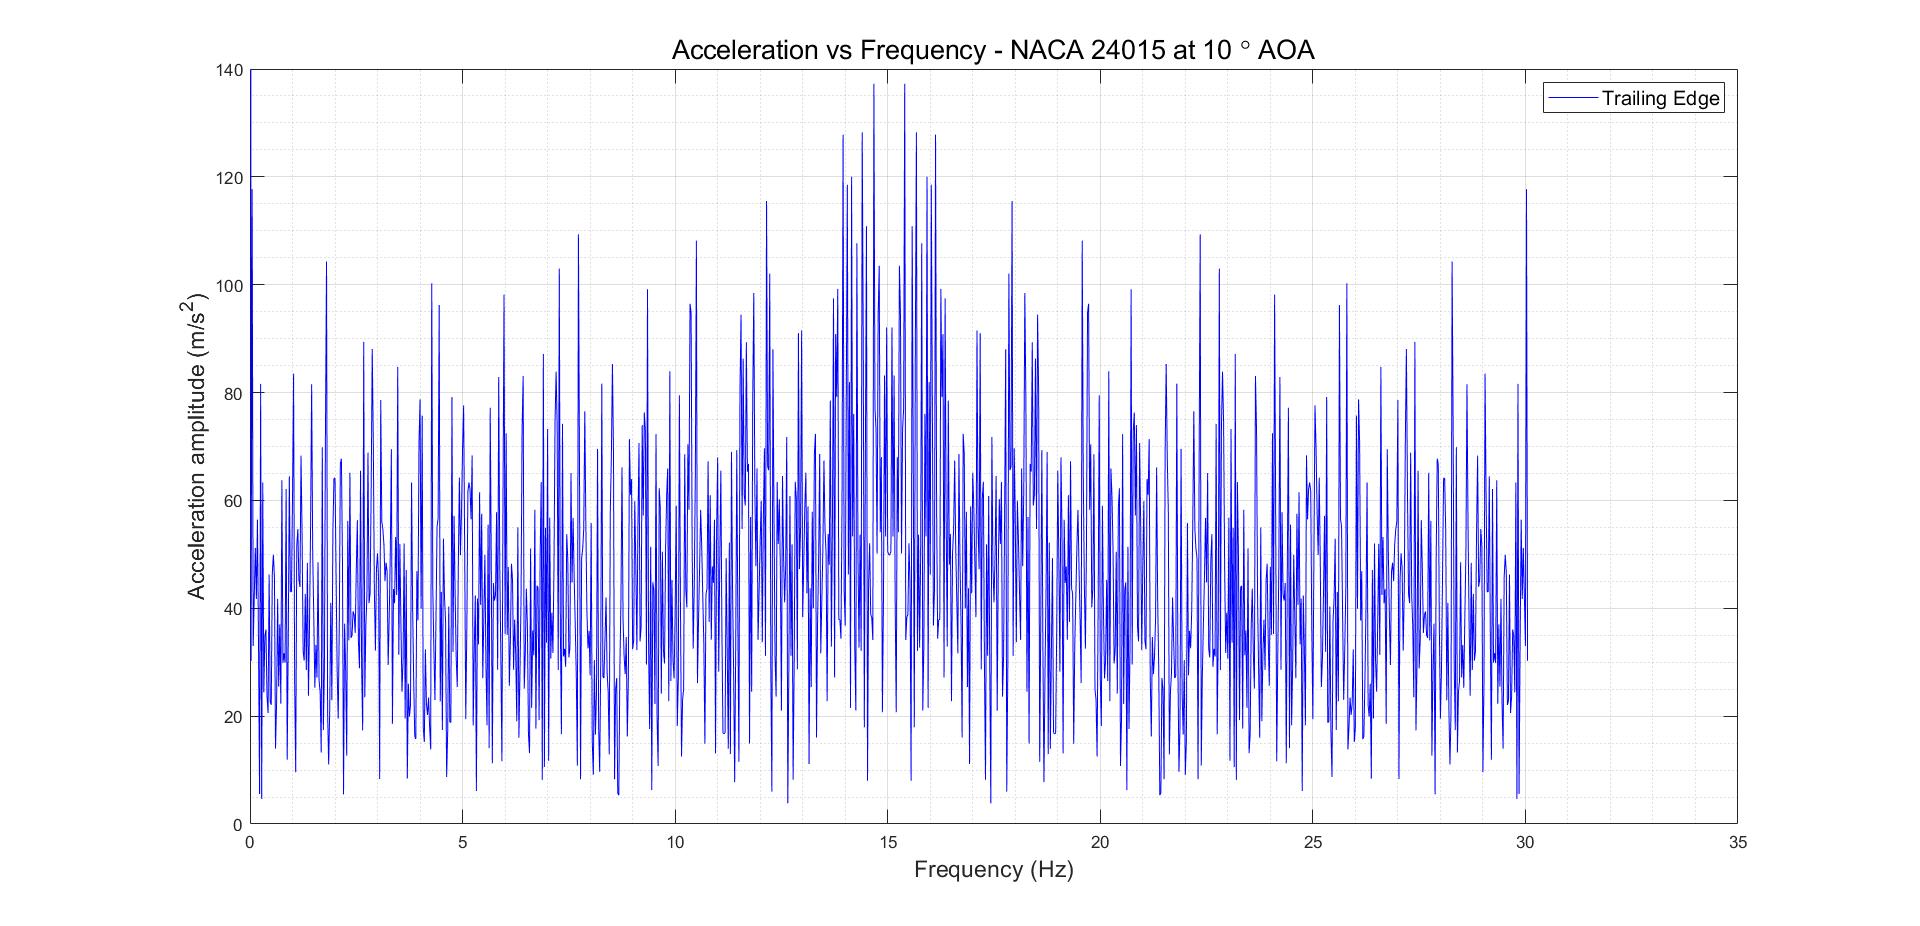 Acceleration vs Frequency - NACA 24015 at 10 ° AOA
Trailing Edge
Acceleration amplitude (m/s²)
140
120
100
80
60
40
20
0
0 5 10 15 20 25 30 35
Frequency (Hz)